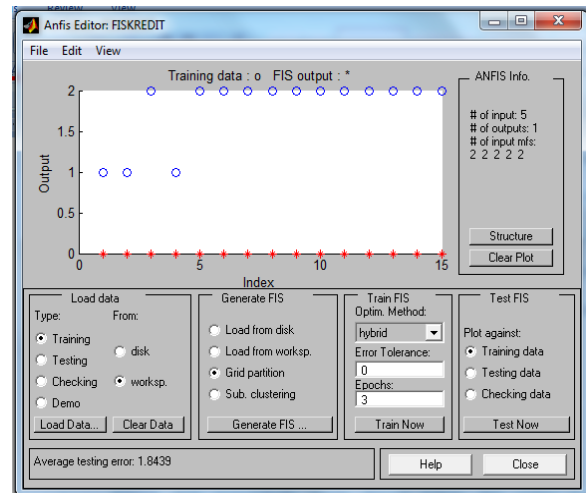 Review View
Anfis Editor: FISKREDIT
File Edit View
Training data : o FIS output : *
2
1.5
1
0.5
0
Output
0 5 10 15
Index
ANFIS Info.
# of input: 5
# of outputs: 1
# of input mfs:
2 2 2 2 2
Structure
Clear Plot
Load data
Type: From:
Training
Testing
Checking
Demo
disk
worksp.
Load Data... Clear Data
Generate FIS
Load from disk
Load from worksp.
Grid partition
Sub. clustering
Generate FIS ...
Train FIS
Optim. Method:
hybrid
Error Tolerance:
0
Epochs:
3
Train Now
Test FIS
Plot against:
Training data
Testing data
Checking data
Test Now
Average testing error: 1.8439
Help
Close